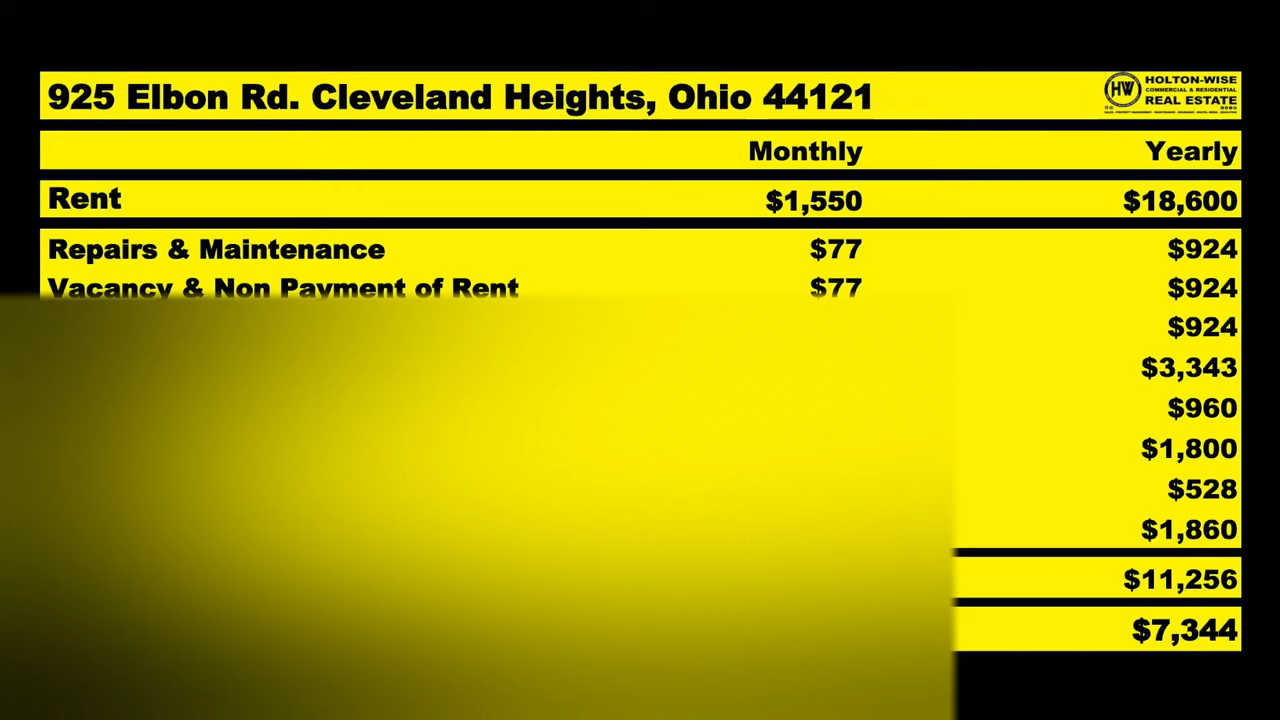 925 Elbon Rd. Cleveland Heights, Ohio 44121
HW
HOLTON-WISE
COMMERCIAL & RESIDENTIAL
REAL ESTATE
Monthly Yearly
Rent $1,550 $18,600
Repairs & Maintenance $77 $924
Vacancy & Non Payment of Rent $77 $924
$924
$3,343
$960
$1,800
$528
$1,860
$11,256
$7,344